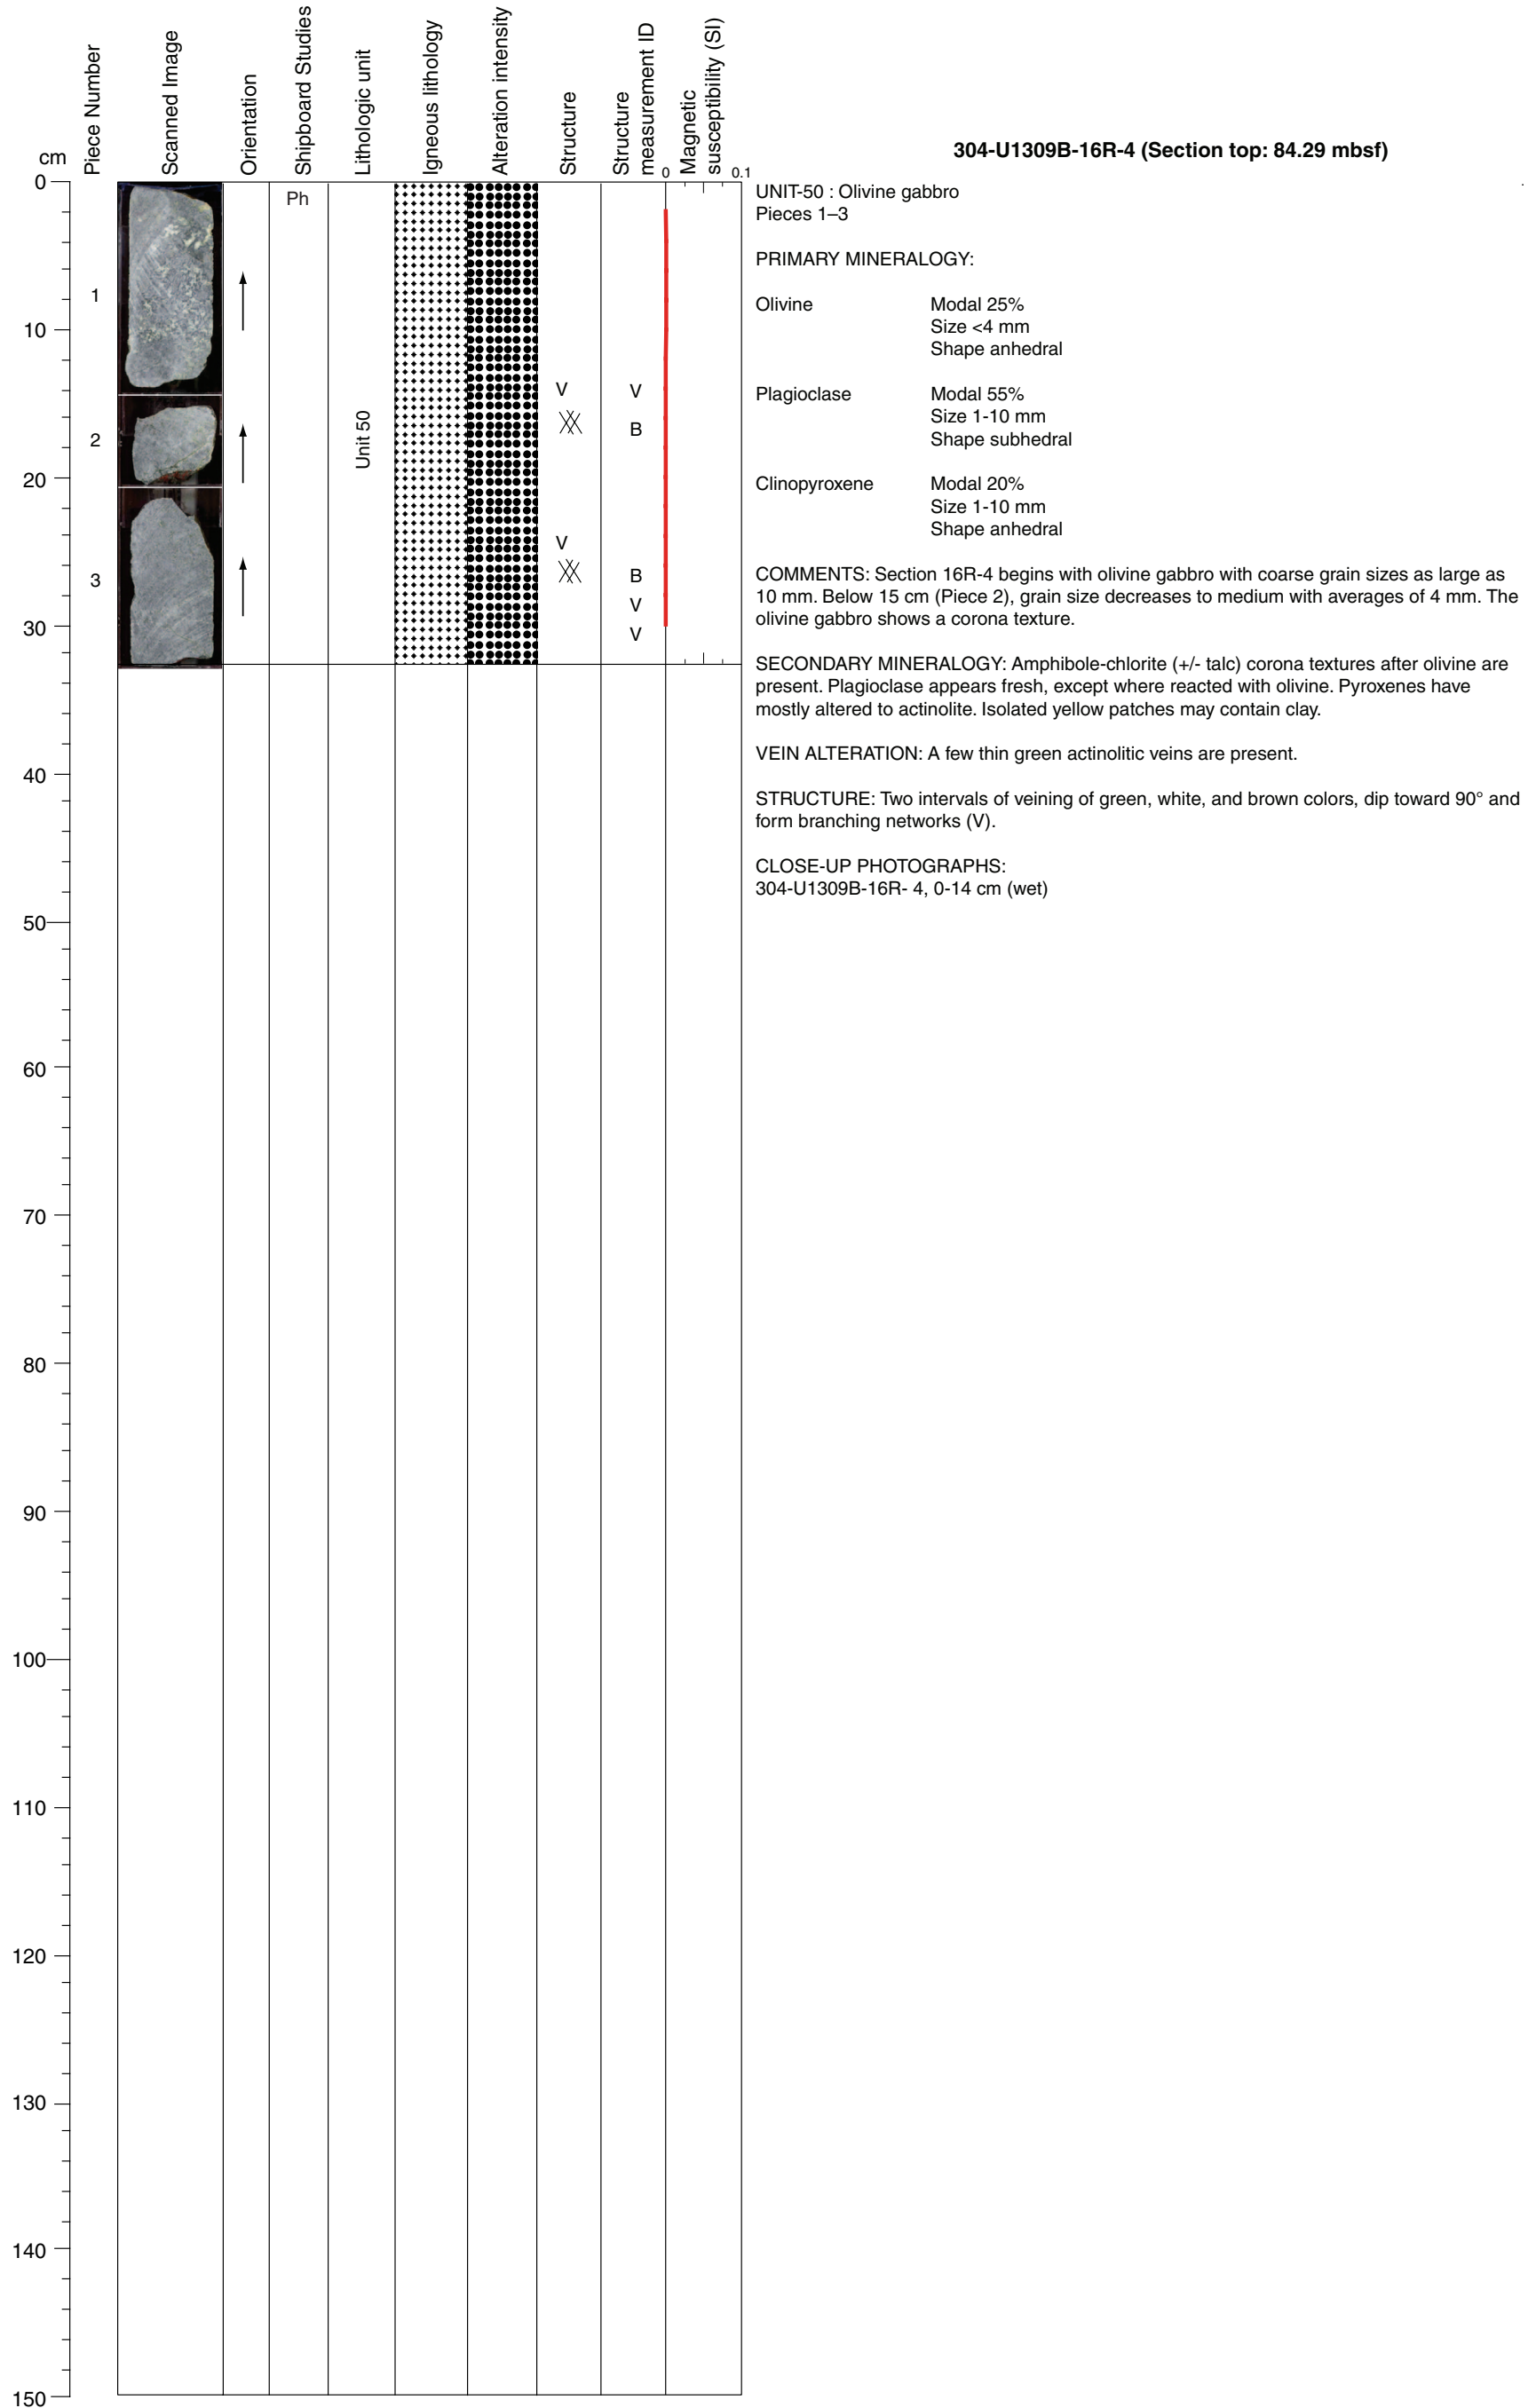 cm
Piece Number
Scanned Image
Orientation
Shipboard Studies
Lithologic unit
Igneous lithology
Alteration intensity
Structure
Structure
measurement ID
Magnetic
susceptibility (SI)
0
0.1
304-U1309B-16R-4 (Section top: 84.29 mbsf)
0
10
20
30
40
50
60
70
80
90
100
110
120
130
140
150
1
2
3
Ph
Unit 50
V
V
B
V
B
V
V
UNIT-50 : Olivine gabbro
Pieces 1–3
PRIMARY MINERALOGY:
Olivine Modal 25%
Size <4 mm
Shape anhedral
Plagioclase Modal 55%
Size 1-10 mm
Shape subhedral
Clinopyroxene Modal 20%
Size 1-10 mm
Shape anhedral
COMMENTS: Section 16R-4 begins with olivine gabbro with coarse grain sizes as large as
10 mm. Below 15 cm (Piece 2), grain size decreases to medium with averages of 4 mm. The
olivine gabbro shows a corona texture.
SECONDARY MINERALOGY: Amphibole-chlorite (+/- talc) corona textures after olivine are
present. Plagioclase appears fresh, except where reacted with olivine. Pyroxenes have
mostly altered to actinolite. Isolated yellow patches may contain clay.
VEIN ALTERATION: A few thin green actinolitic veins are present.
STRUCTURE: Two intervals of veining of green, white, and brown colors, dip toward 90° and
form branching networks (V).
CLOSE-UP PHOTOGRAPHS:
304-U1309B-16R- 4, 0-14 cm (wet)